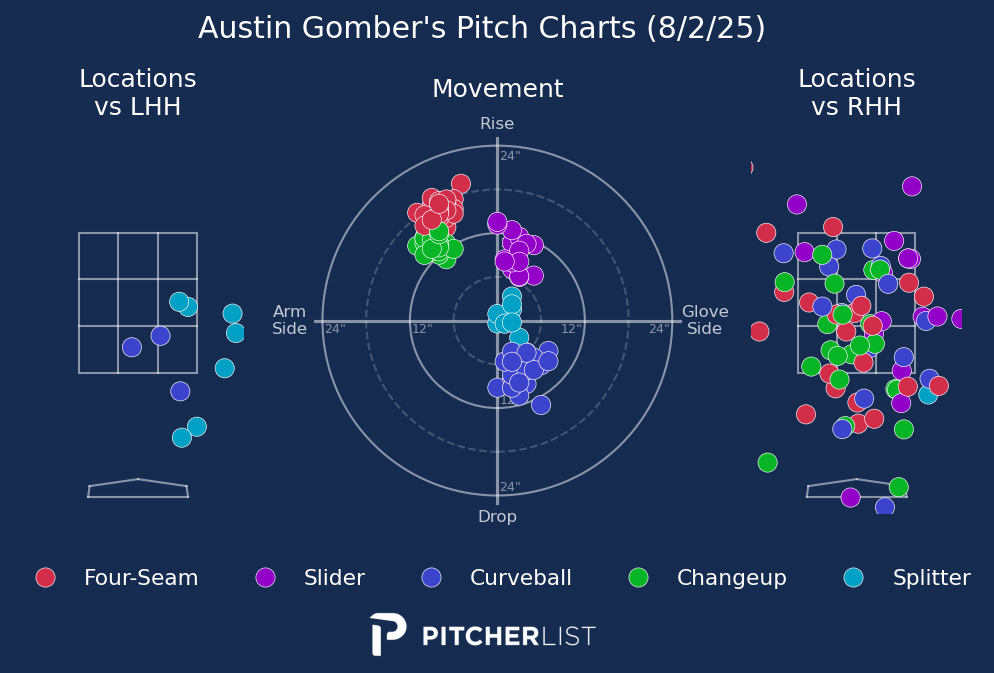 Austin Gomber's Pitch Charts (8/2/25)
Locations
vs LHH
Movement
Locations
vs RHH
Rise
24"
Arm
Side
24"
12"
12"
24"
Glove
Side
24"
Drop
Four-Seam
Slider
Curveball
Changeup
Splitter
PITCHERLIST